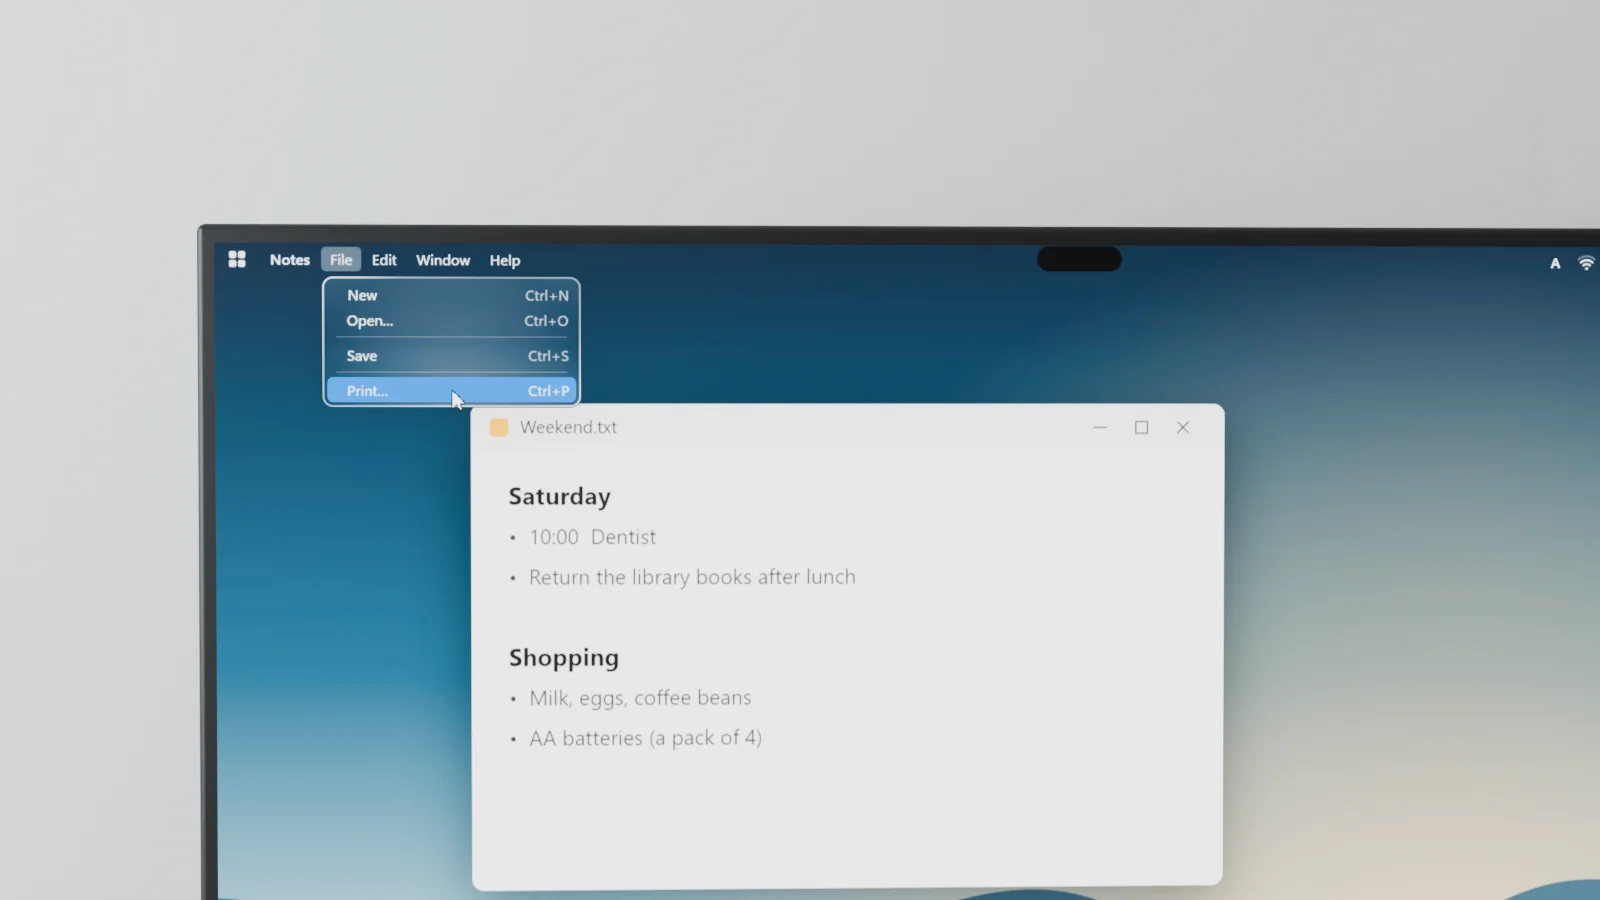 Notes File Edit Window Help A
New Ctrl+N
Open... Ctrl+O
Save Ctrl+S
Print... Ctrl+P
Weekend.txt
Saturday
• 10:00 Dentist
• Return the library books after lunch
Shopping
• Milk, eggs, coffee beans
• AA batteries (a pack of 4)